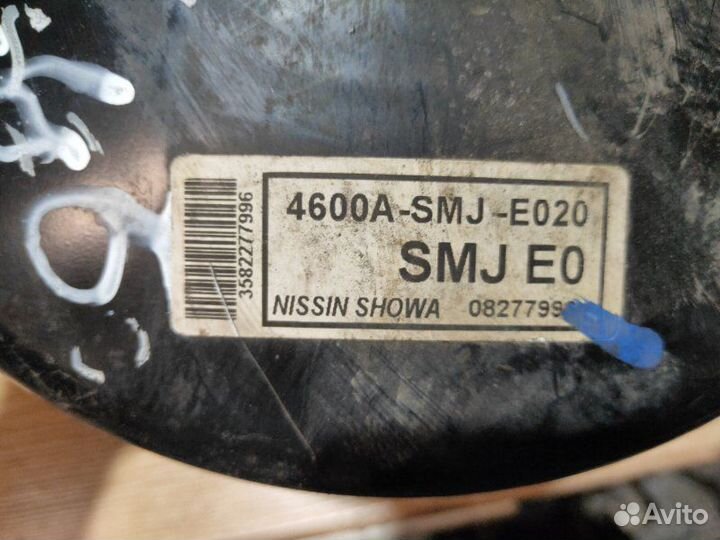 3582277996
4600A-SMJ-E020
SMJ E0
NISSIN SHOWA
Avito